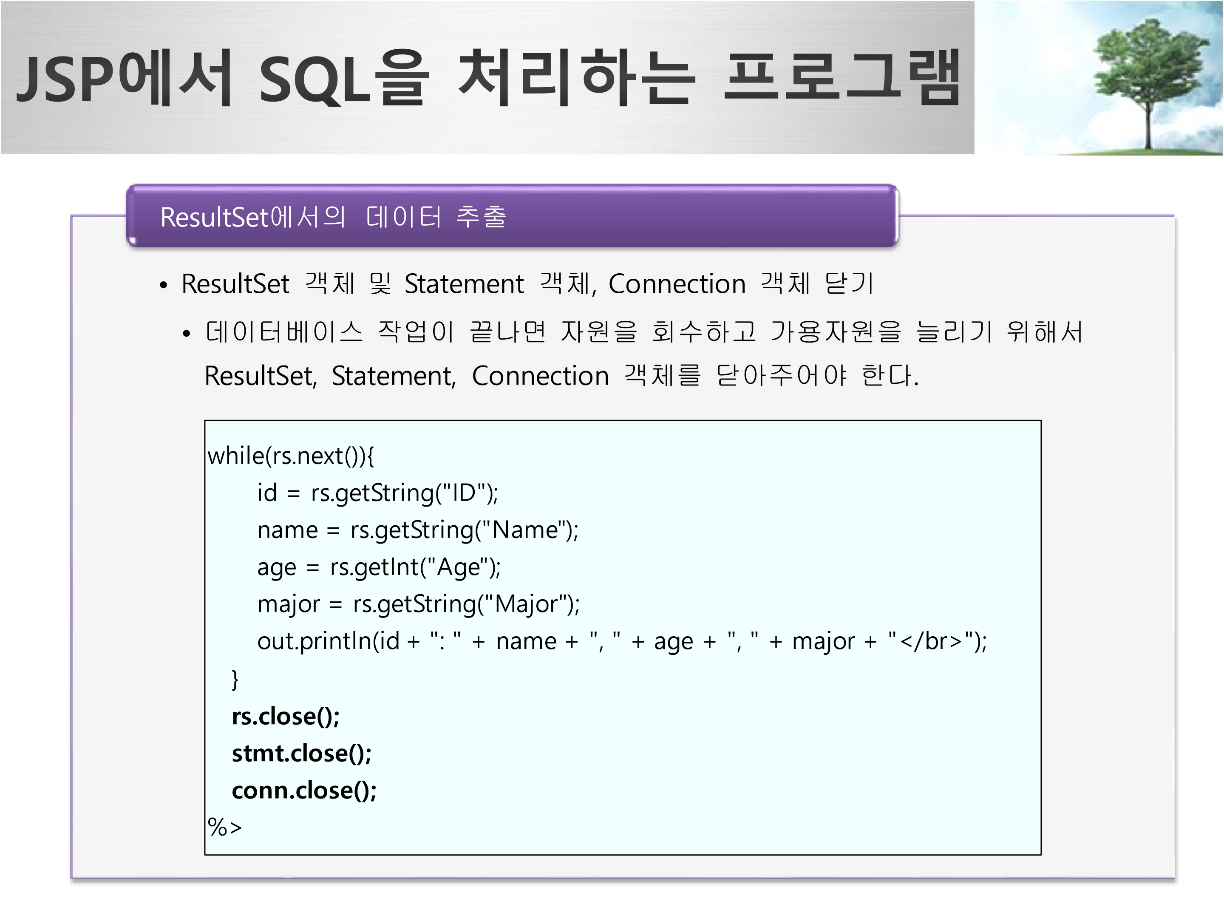 JSP에서 SQL을 처리하는 프로그램
ResultSet에서의 데이터 추출
• ResultSet 객체 및 Statement 객체, Connection 객체 닫기
• 데이터베이스 작업이 끝나면 자원을 회수하고 가용자원을 늘리기 위해서
ResultSet, Statement, Connection 객체를 닫아주어야 한다.
while(rs.next()){
id = rs.getString("ID");
name = rs.getString("Name");
age = rs.getInt("Age");
major = rs.getString("Major");
out.println(id + ": " + name + ", " + age + ", " + major + "</br>");
}
rs.close();
stmt.close();
conn.close();
%>